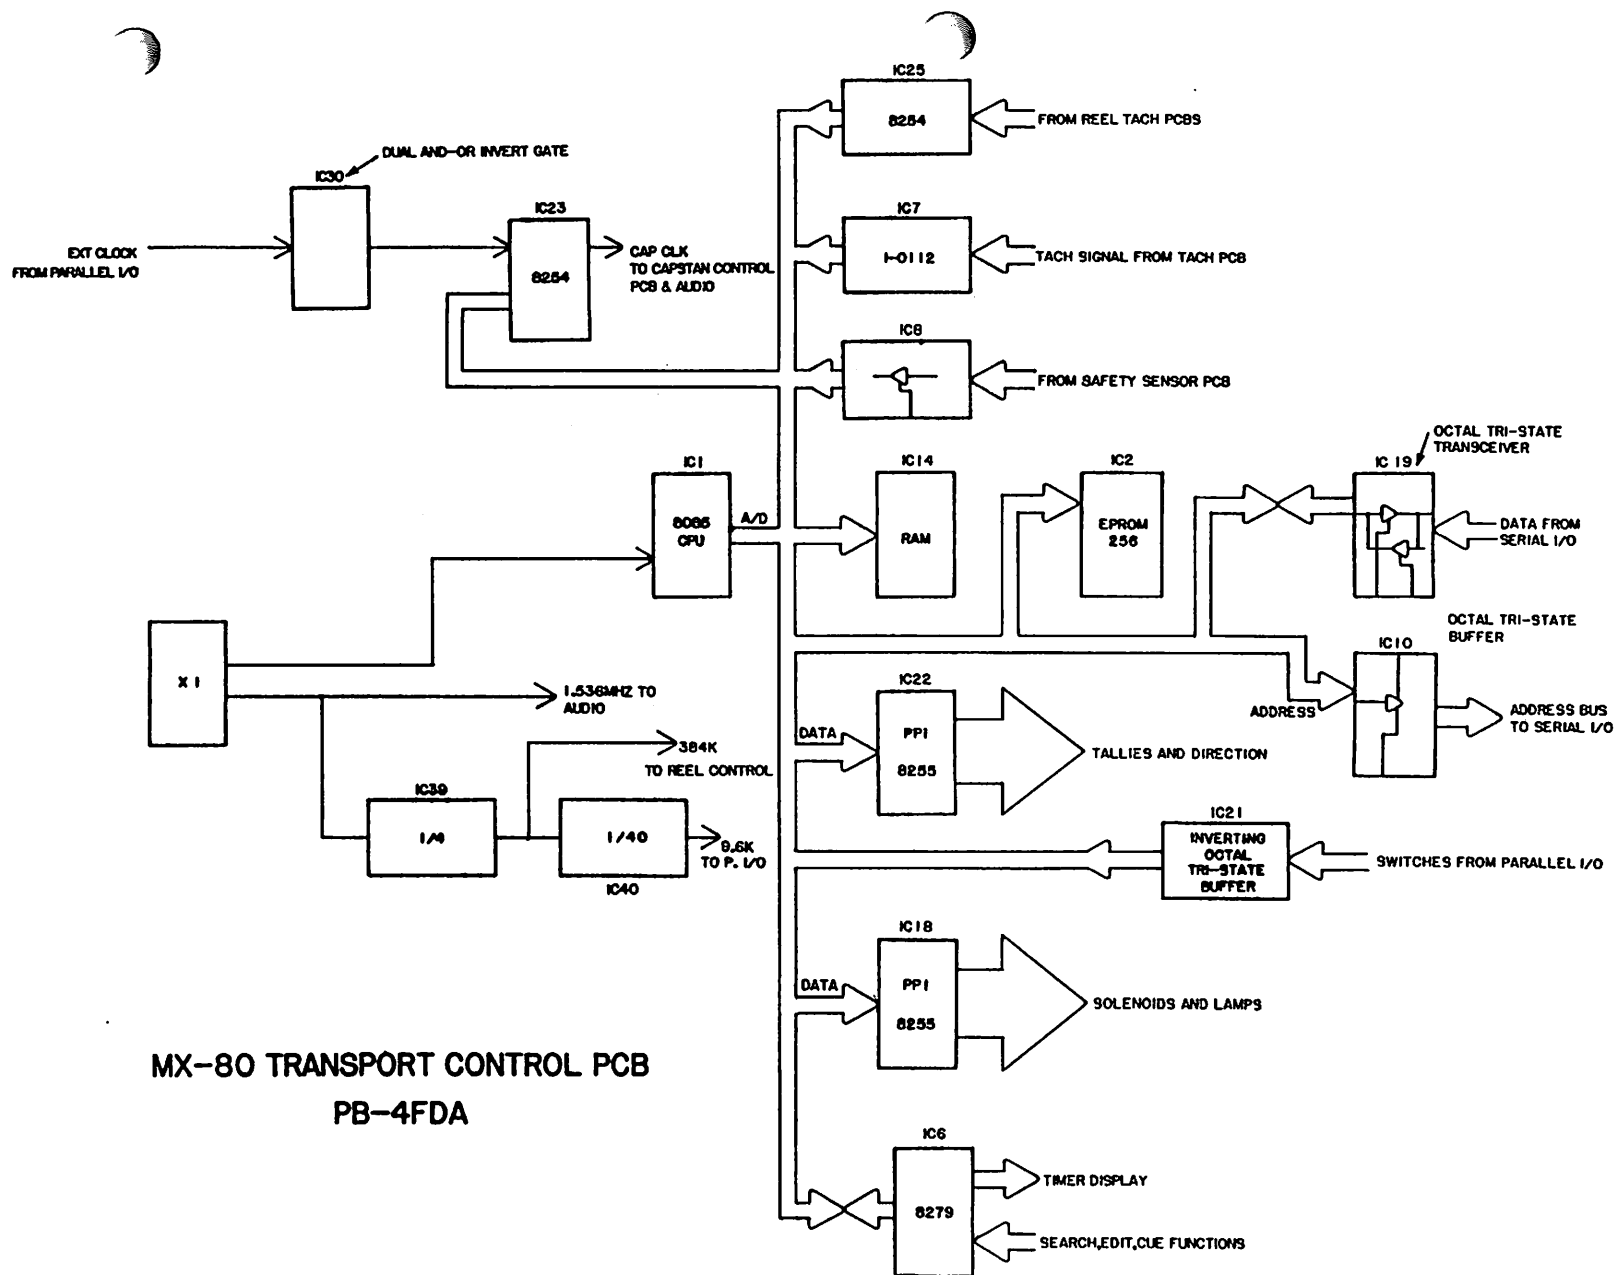 IC25
8254
FROM REEL TACH PCBS
DUAL AND-OR INVERT GATE
IC30
IC23
8254
EXT CLOCK
FROM PARALLEL I/O
CAP CLK
TO CAPSTAN CONTROL
PCB & AUDIO
IC7
1-0112
TACH SIGNAL FROM TACH PCB
IC8
FROM SAFETY SENSOR PCB
IC1
8085
CPU
A/D
IC14
RAM
IC2
EPROM
256
OCTAL TRI-STATE
TRANSCEIVER
IC 19
DATA FROM
SERIAL I/O
OCTAL TRI-STATE
BUFFER
IC10
ADDRESS
ADDRESS BUS
TO SERIAL I/O
X 1
1.536MHZ TO
AUDIO
384K
TO REEL CONTROL
IC39
1/4
1/40
IC40
9.6K
TO P. I/O
IC22
DATA
PPI
8255
TALLIES AND DIRECTION
IC21
INVERTING
OCTAL
TRI-STATE
BUFFER
SWITCHES FROM PARALLEL I/O
IC18
DATA
PPI
8255
SOLENOIDS AND LAMPS
MX-80 TRANSPORT CONTROL PCB
PB-4FDA
IC6
8279
TIMER DISPLAY
SEARCH,EDIT,CUE FUNCTIONS